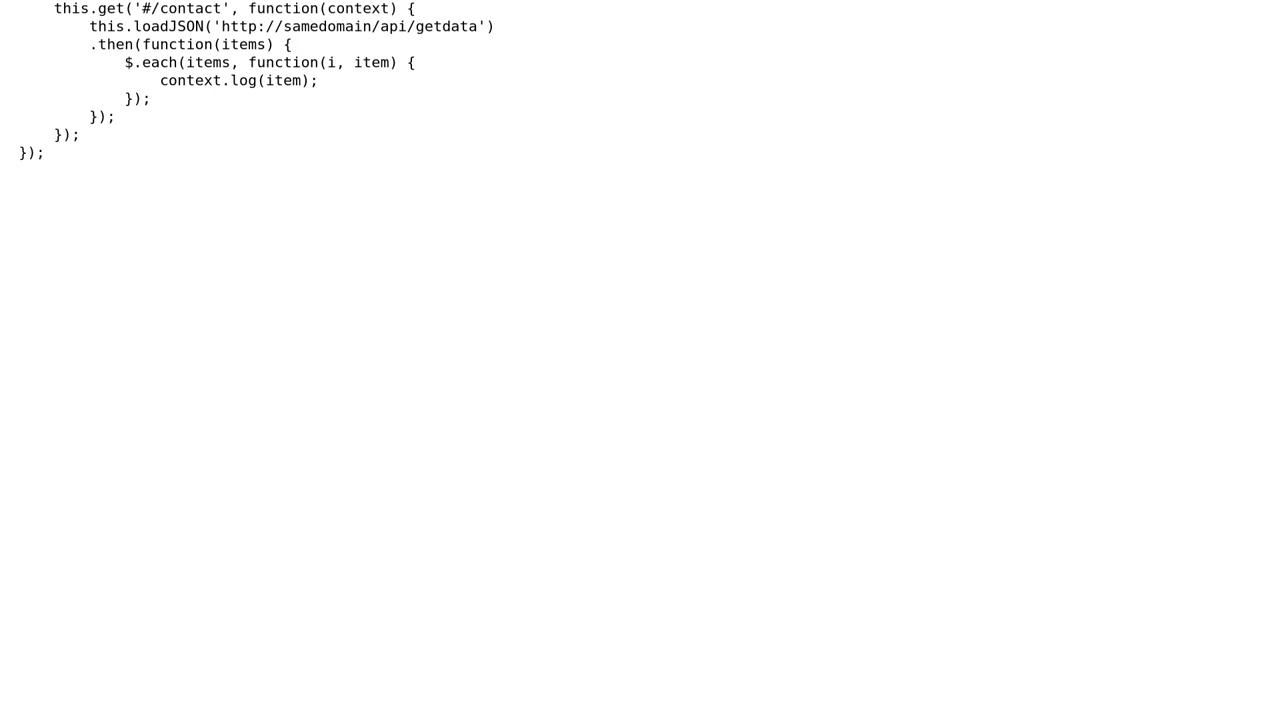 this.get('#/contact', function(context) {
this.loadJSON('http://samedomain/api/getdata')
.then(function(items) {
$.each(items, function(i, item) {
context.log(item);
});
});
});
});